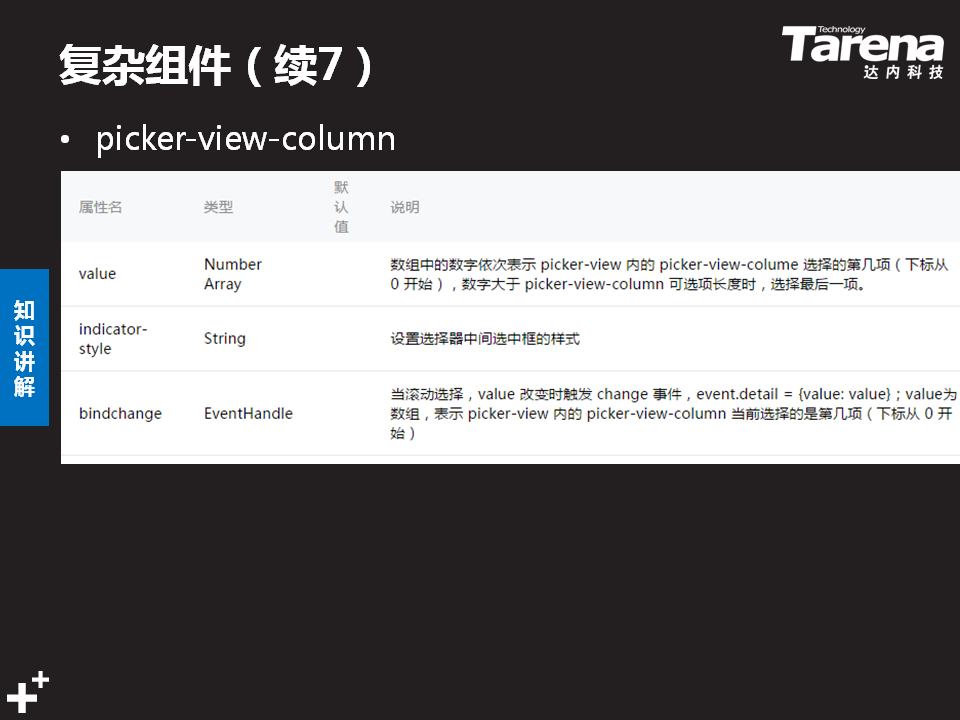 复杂组件（续7）
Technology
Tarena
达内科技
• picker-view-column
属性名 类型 默认值 说明
value Number Array 数组中的数字依次表示 picker-view 内的 picker-view-colume 选择的第几项（下标从
0 开始），数字大于 picker-view-column 可选项长度时，选择最后一项。
indicator-style String 设置选择器中间选中框的样式
bindchange EventHandle 当滚动选择，value 改变时触发 change 事件，event.detail = {value: value}；value为
数组，表示 picker-view 内的 picker-view-column 当前选择的是第几项（下标从 0 开
始）
知识讲解